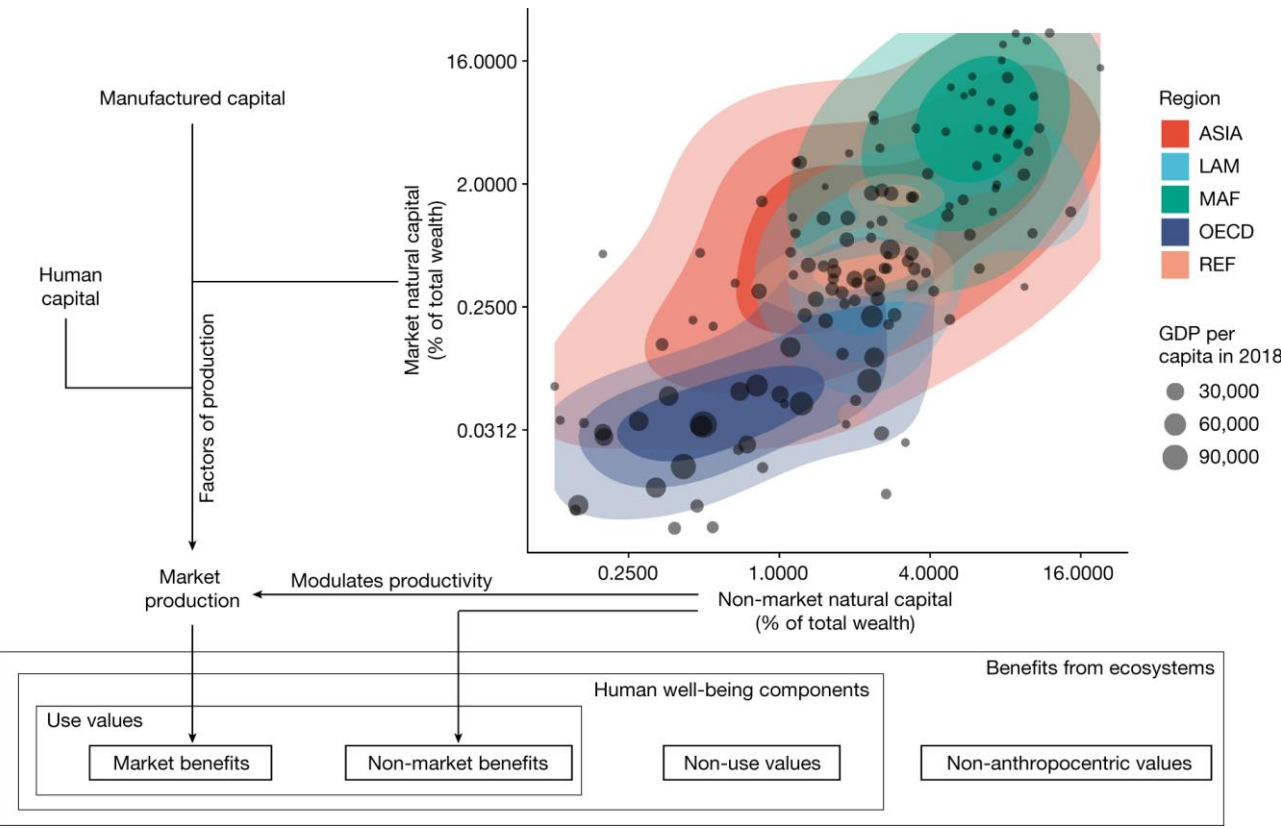 Manufactured capital
Human
capital
Factors of production
Market natural capital
(% of total wealth)
16.0000
2.0000
0.2500
0.0312
0.2500
1.0000
4.0000
16.0000
Non-market natural capital
(% of total wealth)
Region
ASIA
LAM
MAF
OECD
REF
GDP per
capita in 2018
30,000
60,000
90,000
Market
production
Modulates productivity
Benefits from ecosystems
Human well-being components
Use values
Market benefits
Non-market benefits
Non-use values
Non-anthropocentric values